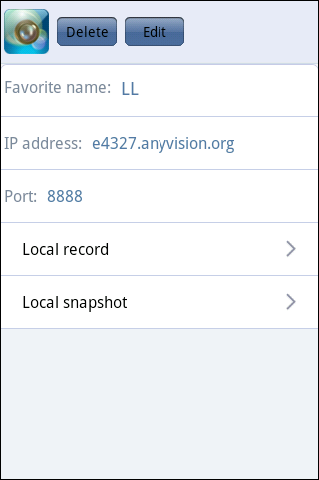 Delete Edit
Favorite name: LL
IP address: e4327.anyvision.org
Port: 8888
Local record
Local snapshot